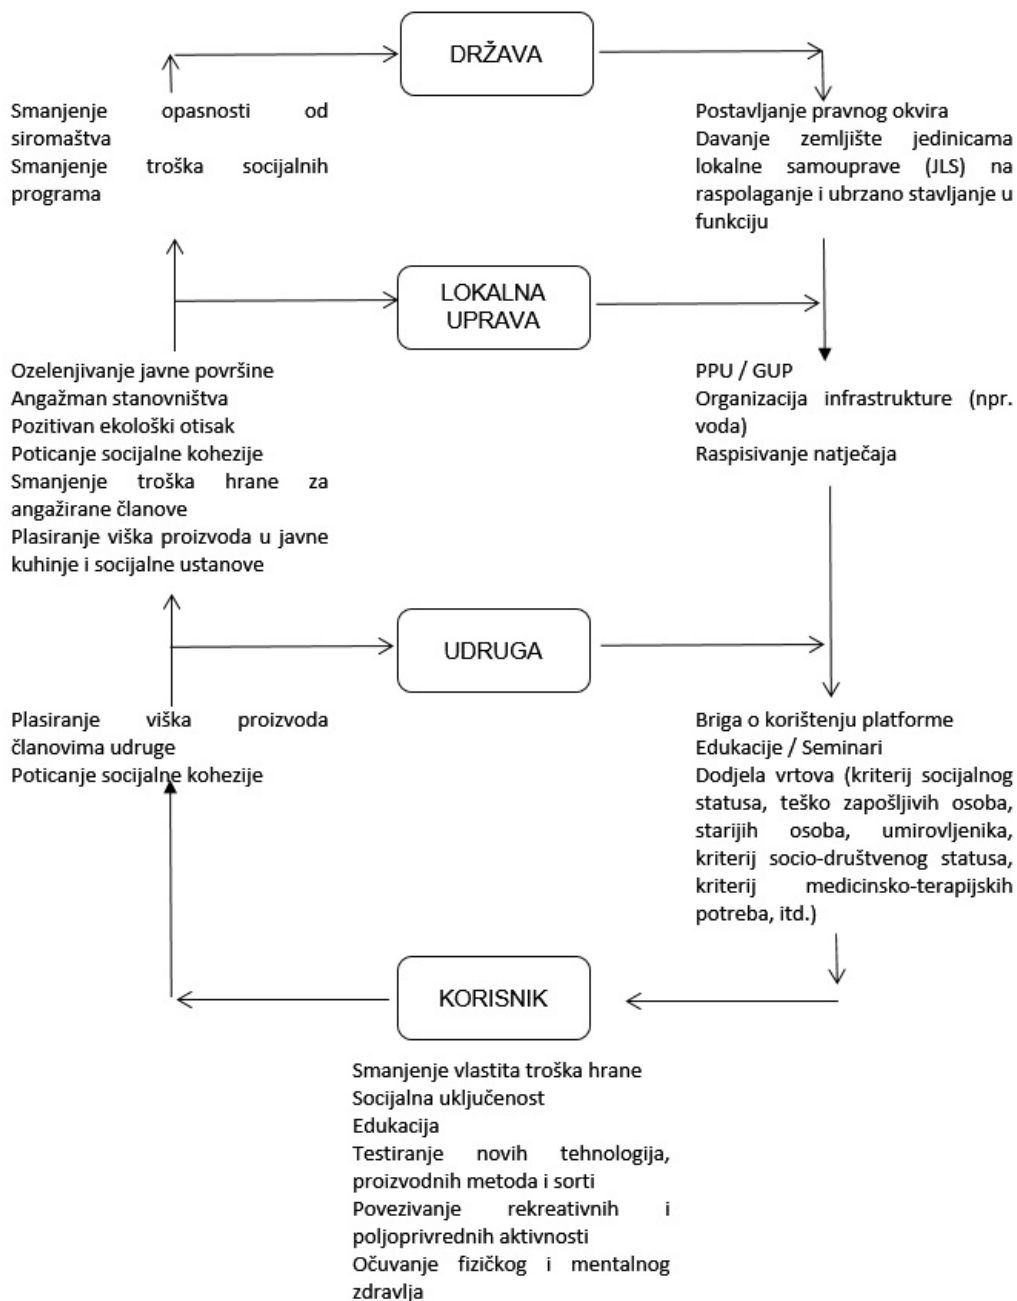 DRŽAVA
Smanjenje opasnosti od
siromaštva
Smanjenje troška socijalnih
programa
Postavljanje pravnog okvira
Davanje zemljište jedinicama
lokalne samouprave (JLS) na
raspolaganje i ubrzano stavljanje u
funkciju
LOKALNA
UPRAVA
Ozelenjivanje javne površine
Angažman stanovništva
Pozitivan ekološki otisak
Poticanje socijalne kohezije
Smanjenje troška hrane za
angažirane članove
Plasiranje viška proizvoda u javne
kuhinje i socijalne ustanove
PPU / GUP
Organizacija infrastrukture (npr.
voda)
Raspisivanje natječaja
UDRUGA
Plasiranje viška proizvoda
članovima udruge
Poticanje socijalne kohezije
Briga o korištenju platforme
Edukacije / Seminari
Dodjela vrtova (kriterij socijalnog
statusa, teško zapošljivih osoba,
starijih osoba, umirovljenika,
kriterij socio-društvenog statusa,
kriterij medicinsko-terapijskih
potreba, itd.)
KORISNIK
Smanjenje vlastita troška hrane
Socijalna uključenost
Edukacija
Testiranje novih tehnologija,
proizvodnih metoda i sorti
Povezivanje rekreativnih i
poljoprivrednih aktivnosti
Očuvanje fizičkog i mentalnog
zdravlja